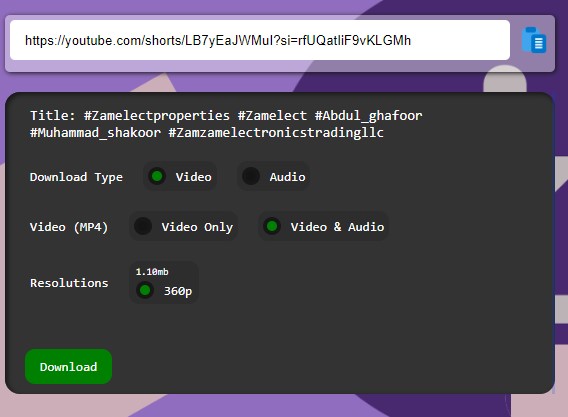 https://youtube.com/shorts/LB7yEaJWMuI?si=rfUQatIiF9vKLGMh
Title: #Zamelectproperties #Zamelect #Abdul_ghafoor
#Muhammad_shakoor #Zamzamelectronicstradingllc
Download Type Video Audio
Video (MP4) Video Only Video & Audio
1.10mb
Resolutions 360p
Download